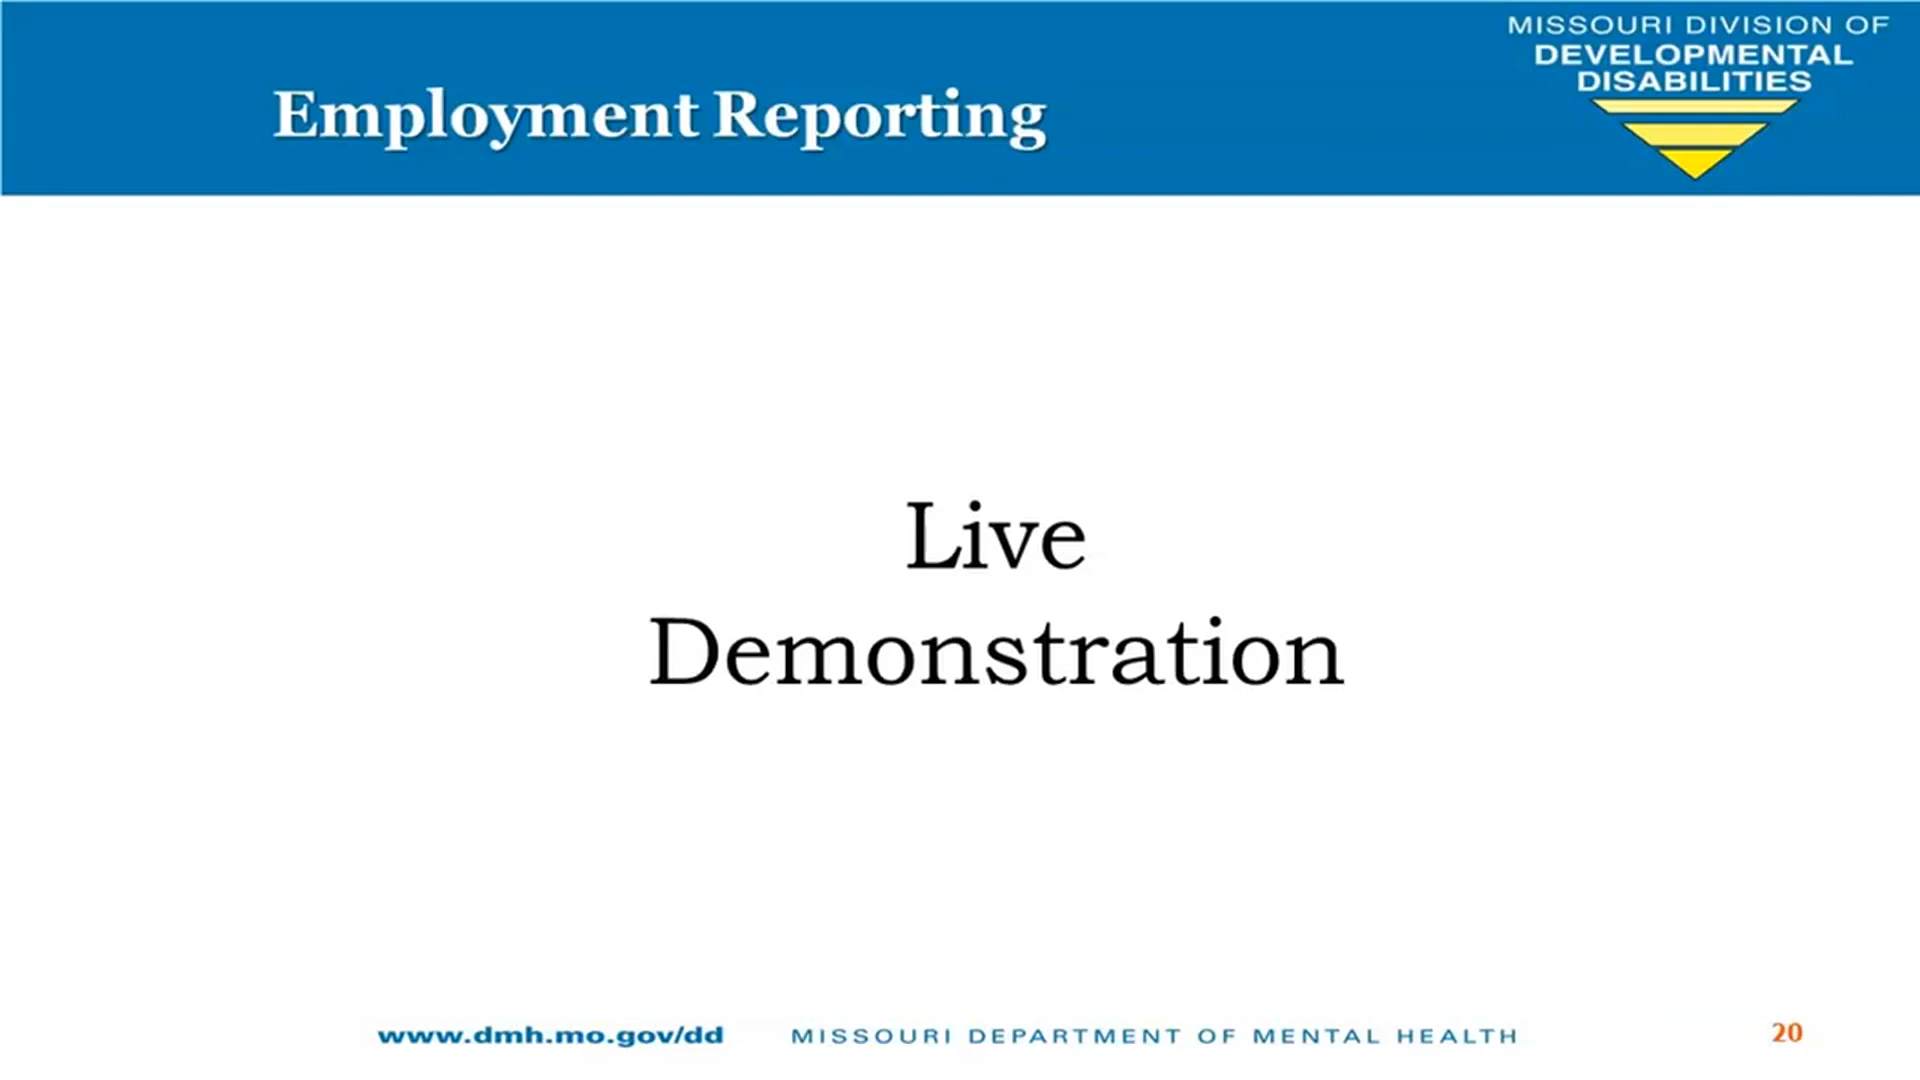 MISSOURI DIVISION OF
DEVELOPMENTAL
DISABILITIES
Employment Reporting
Live
Demonstration
www.dmh.mo.gov/dd MISSOURI DEPARTMENT OF MENTAL HEALTH 20